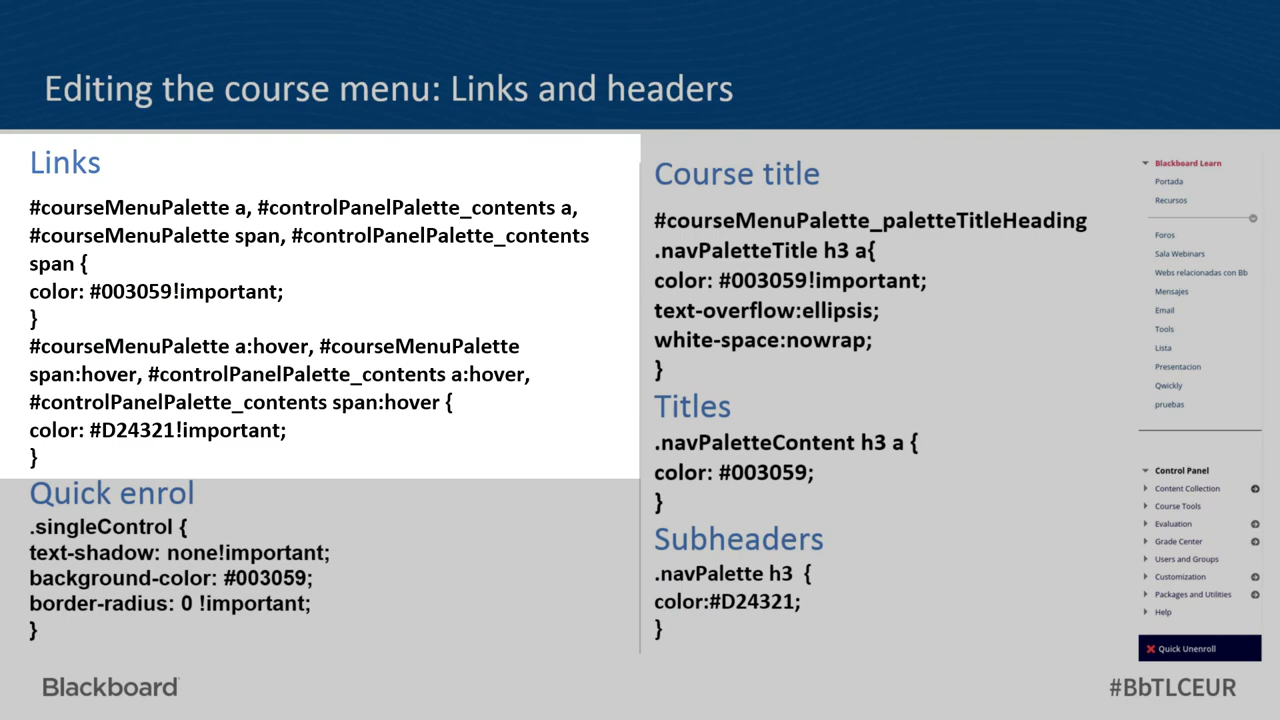 Editing the course menu: Links and headers
Links
#courseMenuPalette a, #controlPanelPalette_contents a,
#courseMenuPalette span, #controlPanelPalette_contents
span {
color: #003059!important;
}
#courseMenuPalette a:hover, #courseMenuPalette
span:hover, #controlPanelPalette_contents a:hover,
#controlPanelPalette_contents span:hover {
color: #D24321!important;
}
Quick enrol
.singleControl {
text-shadow: none!important;
background-color: #003059;
border-radius: 0 !important;
}
Course title
#courseMenuPalette_paletteTitleHeading
.navPaletteTitle h3 a{
color: #003059!important;
text-overflow:ellipsis;
white-space:nowrap;
}
Titles
.navPaletteContent h3 a {
color: #003059;
}
Subheaders
.navPalette h3  {
color:#D24321;
}
Blackboard Learn
Portada
Recursos
Foros
Sala Webinars
Webs relacionadas con Bb
Mensajes
Email
Tools
Lista
Presentacion
Qwickly
pruebas
Control Panel
Content Collection
Course Tools
Evaluation
Grade Center
Users and Groups
Customization
Packages and Utilities
Help
Quick Unenroll
Blackboard
#BbTLCEUR